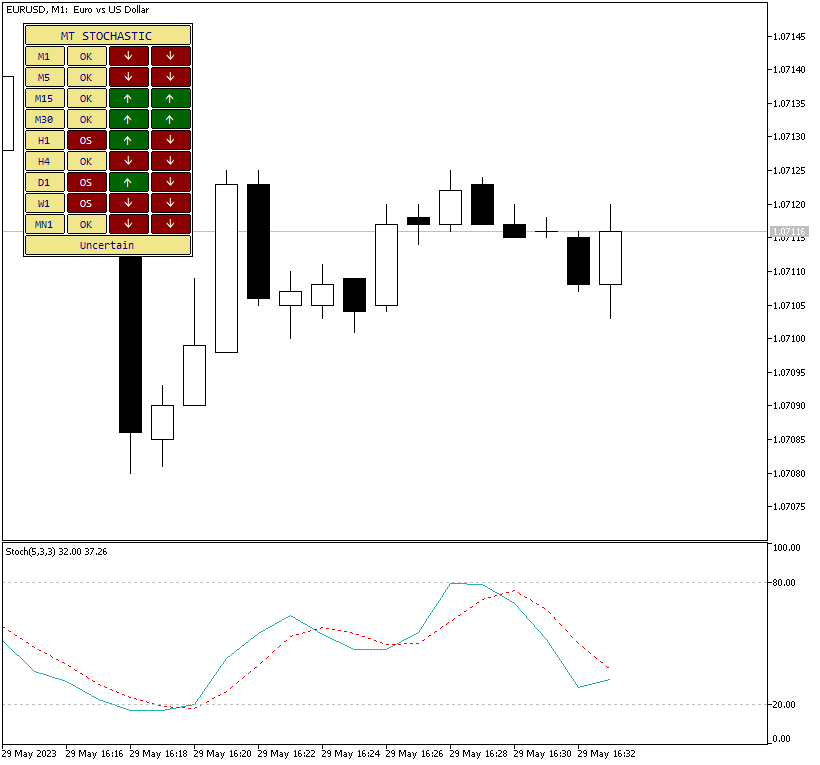 EURUSD, M1: Euro vs US Dollar
MT STOCHASTIC
M1 OK ↓ ↓
M5 OK ↓ ↓
M15 OK ↑ ↑
M30 OK ↑ ↑
H1 OS ↑ ↓
H4 OK ↓ ↓
D1 OS ↑ ↓
W1 OS ↓ ↓
MN1 OK ↓ ↓
Uncertain
1.07145
1.07140
1.07135
1.07130
1.07125
1.07120
1.07116
1.07115
1.07110
1.07105
1.07100
1.07095
1.07090
1.07085
1.07080
1.07075
Stoch(5,3,3) 32.00 37.26
100.00
80.00
20.00
0.00
29 May 2023 29 May 16:16 29 May 16:18 29 May 16:20 29 May 16:22 29 May 16:24 29 May 16:26 29 May 16:28 29 May 16:30 29 May 16:32